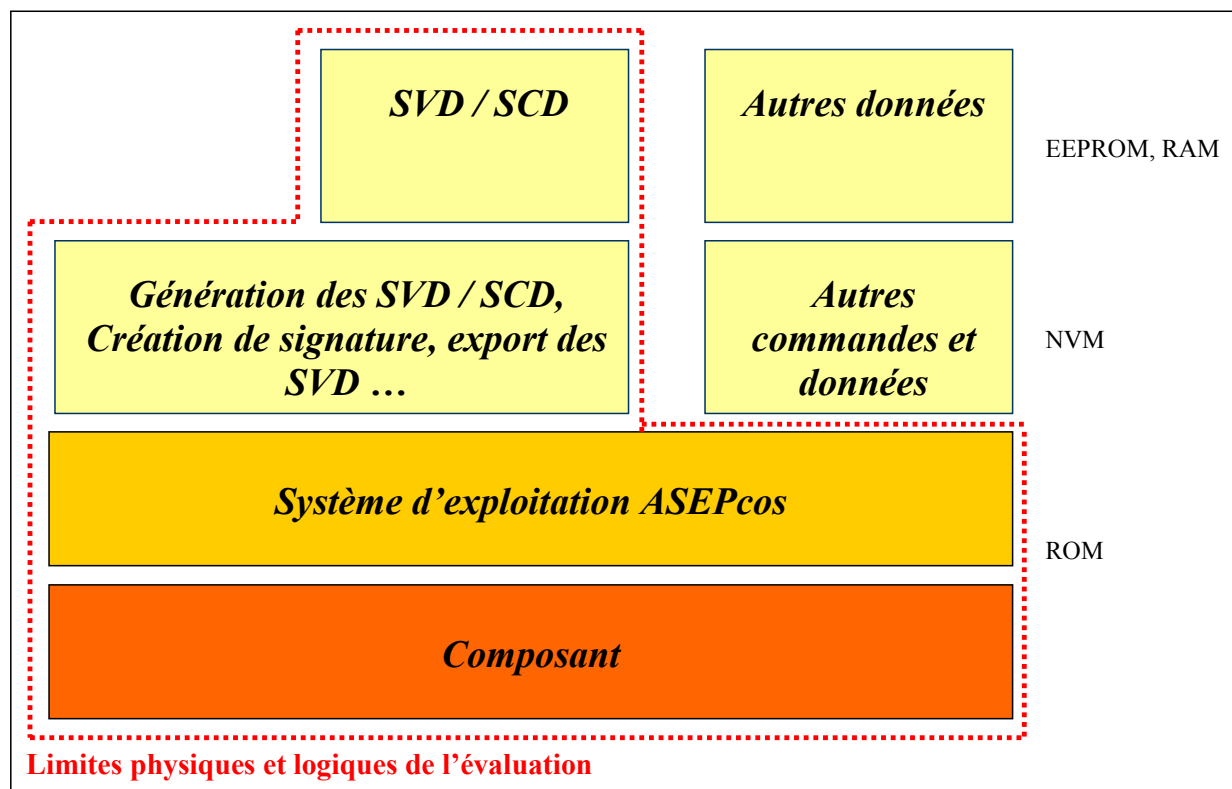 SVD / SCD
Autres données
EEPROM, RAM
Génération des SVD / SCD,
Création de signature, export des
SVD …
Autres
commandes et
données
NVM
Système d’exploitation ASEPcos
ROM
Composant
Limites physiques et logiques de l’évaluation